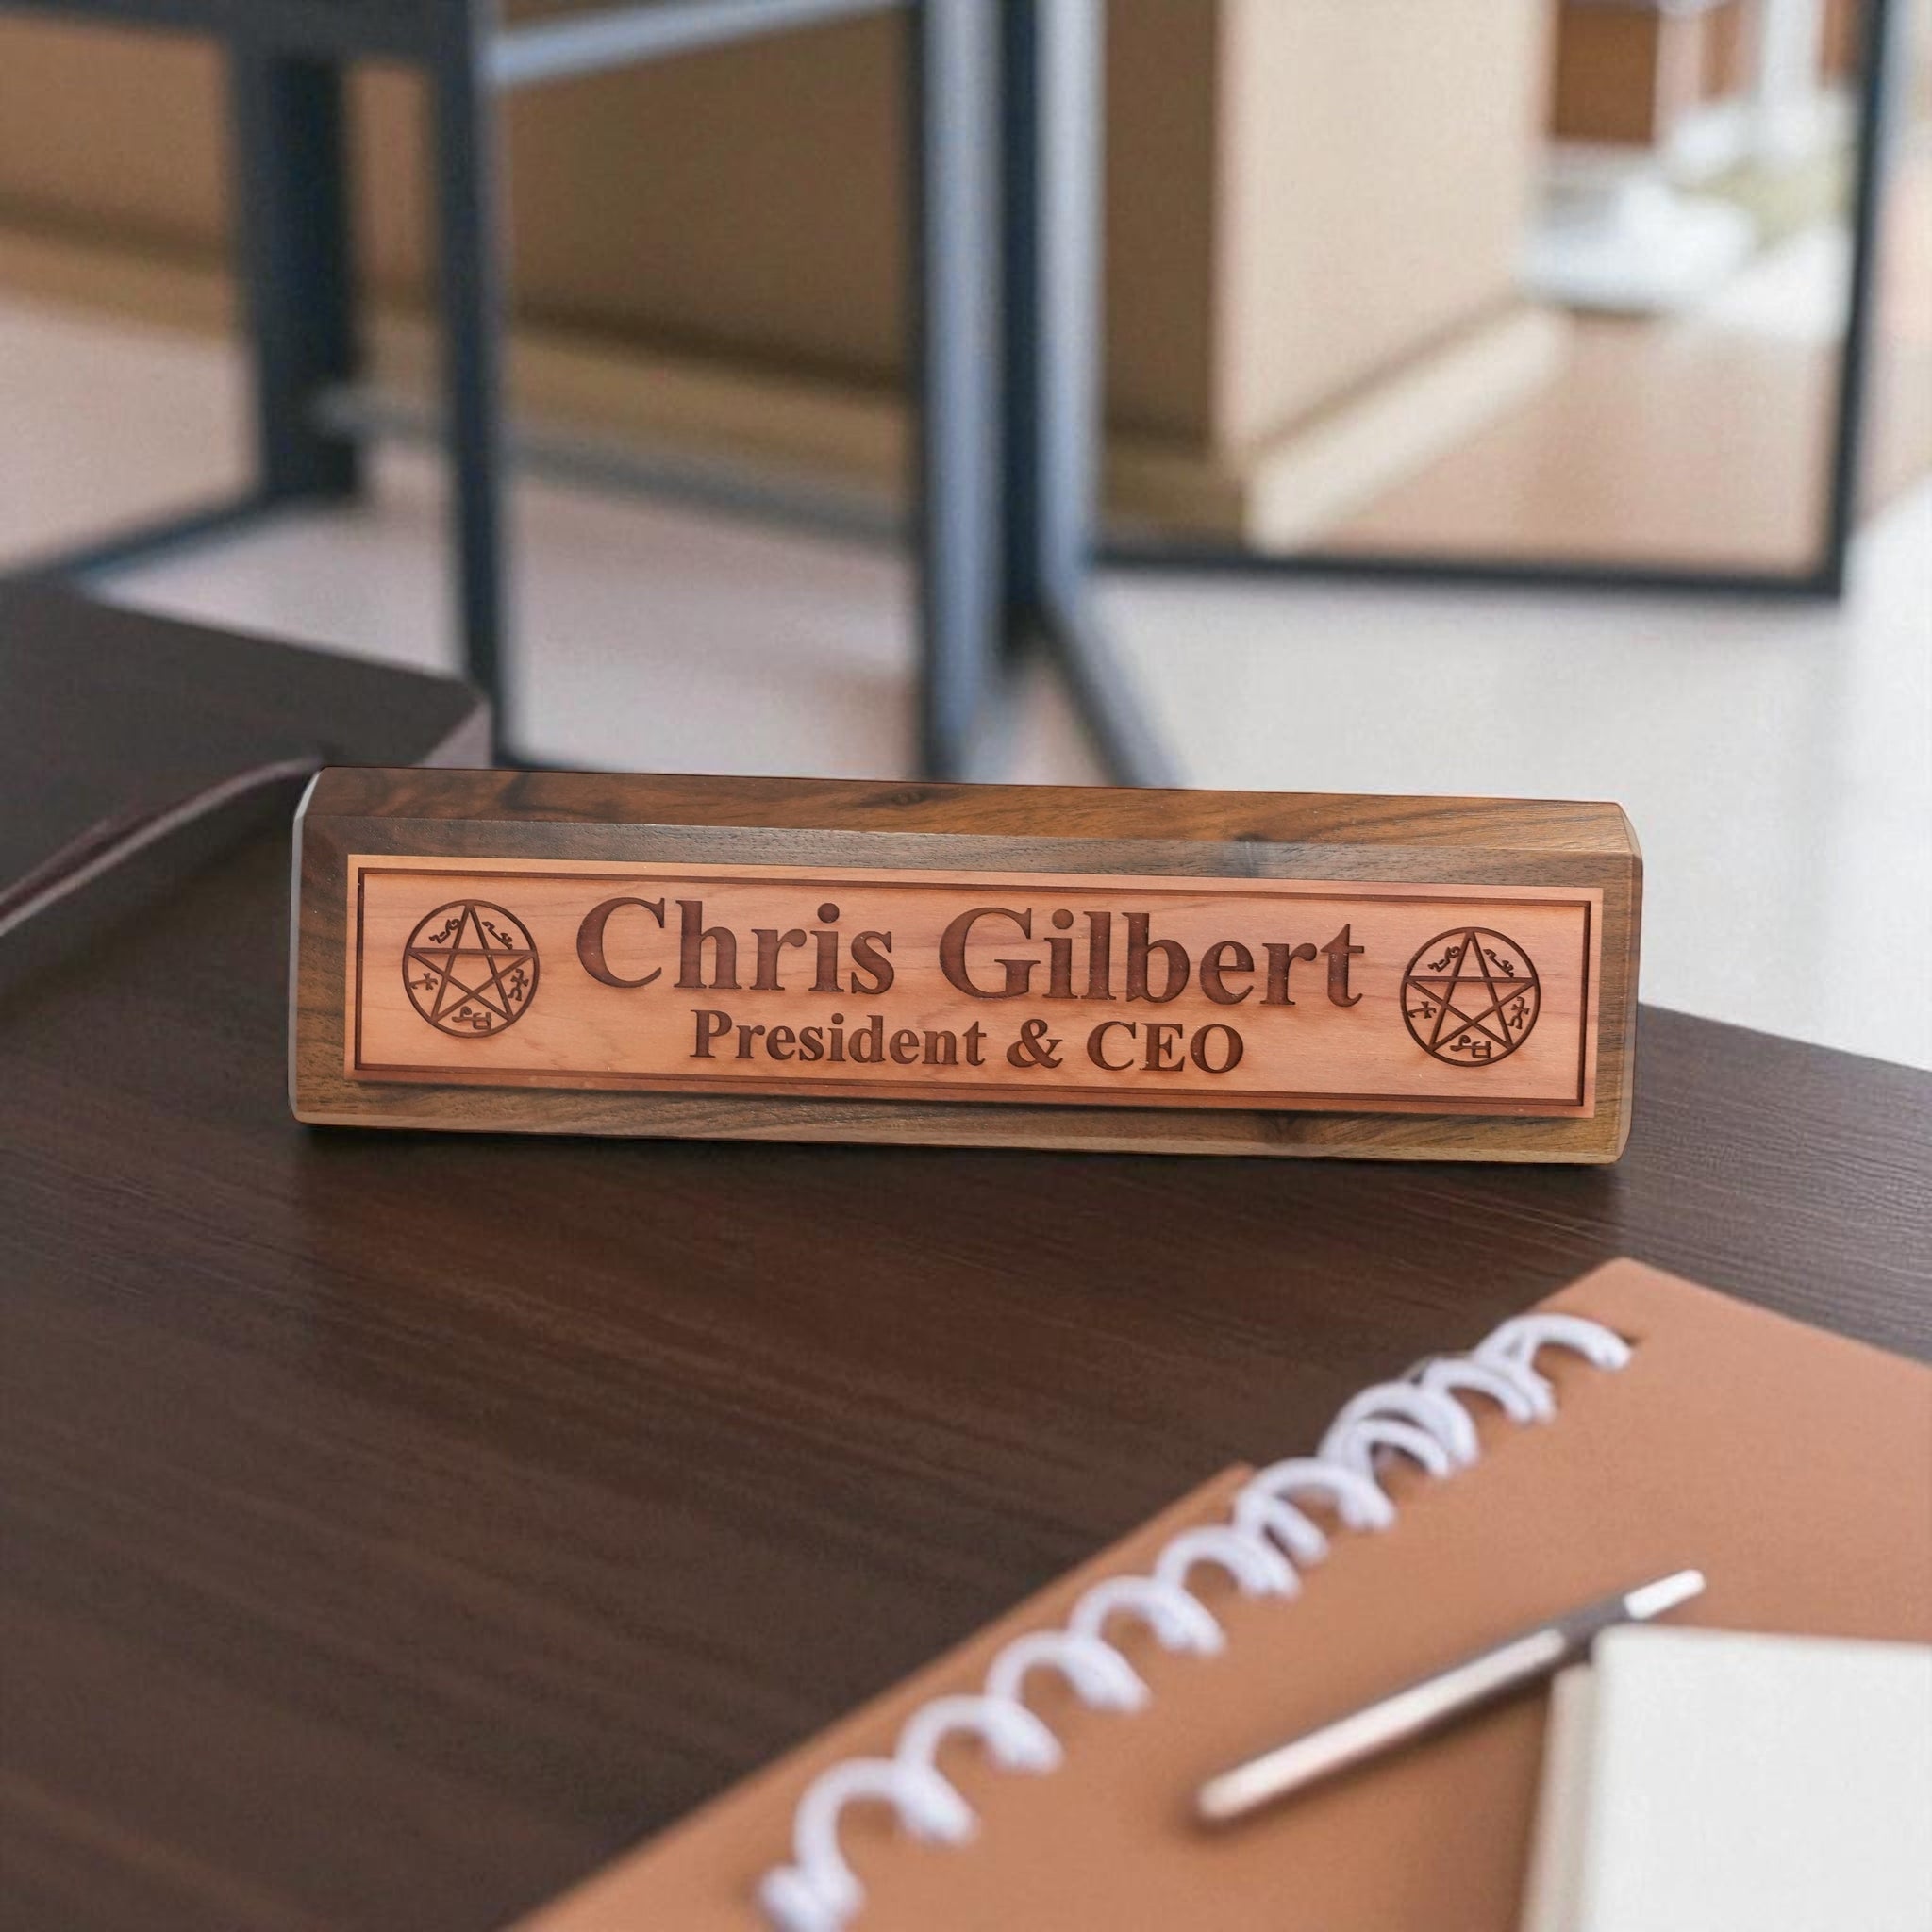 Chris Gilbert
President & CEO